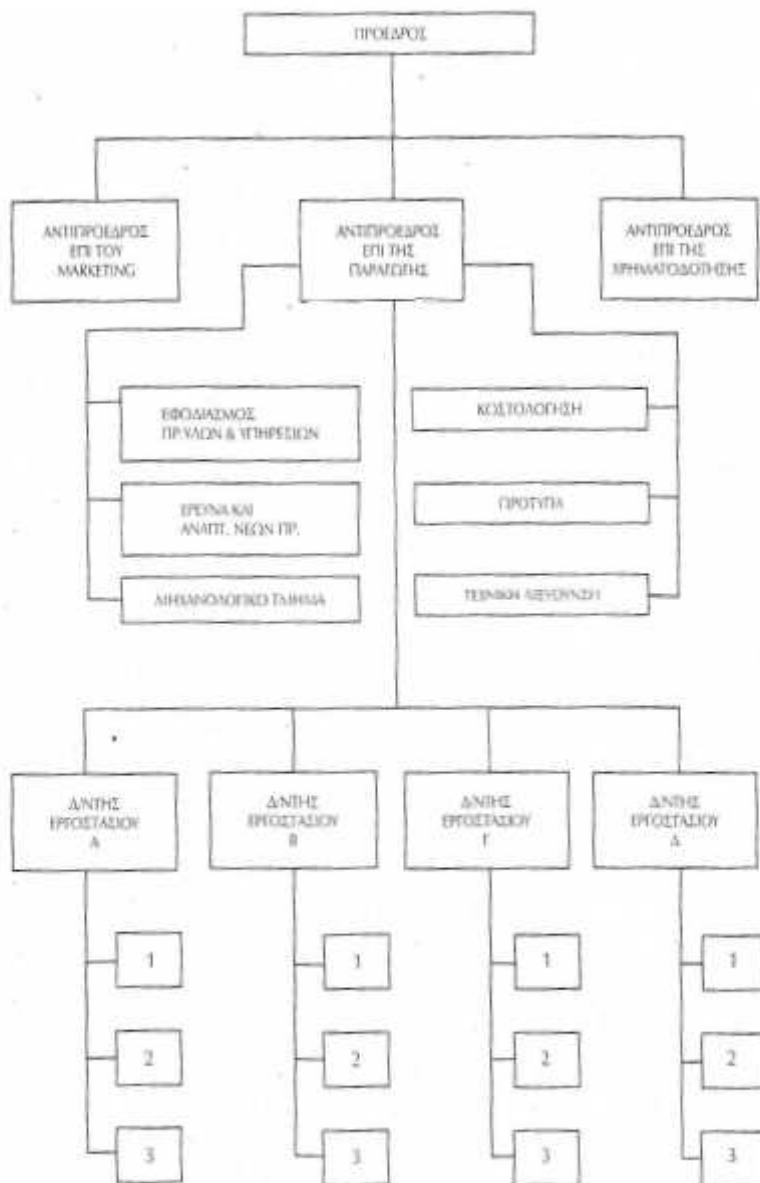 ΠΡΟΕΔΡΟΣ
ΑΝΤΙΠΡΟΕΔΡΟΣ
ΕΠΙ ΤΟΥ
MARKETING
ΑΝΤΙΠΡΟΕΔΡΟΣ
ΕΠΙ ΤΗΣ
ΠΑΡΑΓΩΓΗΣ
ΑΝΤΙΠΡΟΕΔΡΟΣ
ΕΠΙ ΤΗΣ
ΧΡΗΜΑΤΟΔΟΤΗΣΗΣ
ΕΦΟΔΙΑΣΜΟΣ
ΠΡ.ΥΛΩΝ & ΥΠΗΡΕΣΙΩΝ
ΕΡΕΥΝΑ ΚΑΙ
ΑΝΑΠΤ. ΝΕΩΝ ΠΡ.
ΜΗΧΑΝΟΛΟΓΙΚΟ ΤΜΗΜΑ
ΚΟΣΤΟΛΟΓΗΣΗ
ΠΡΟΤΥΠΑ
ΤΕΧΝΙΚΗ ΔΙΕΥΘΥΝΣΗ
Δ/ΝΤΗΣ
ΕΡΓΟΣΤΑΣΙΟΥ
Α
Δ/ΝΤΗΣ
ΕΡΓΟΣΤΑΣΙΟΥ
Β
Δ/ΝΤΗΣ
ΕΡΓΟΣΤΑΣΙΟΥ
Γ
Δ/ΝΤΗΣ
ΕΡΓΟΣΤΑΣΙΟΥ
Δ
1
1
1
1
2
2
2
2
3
3
3
3